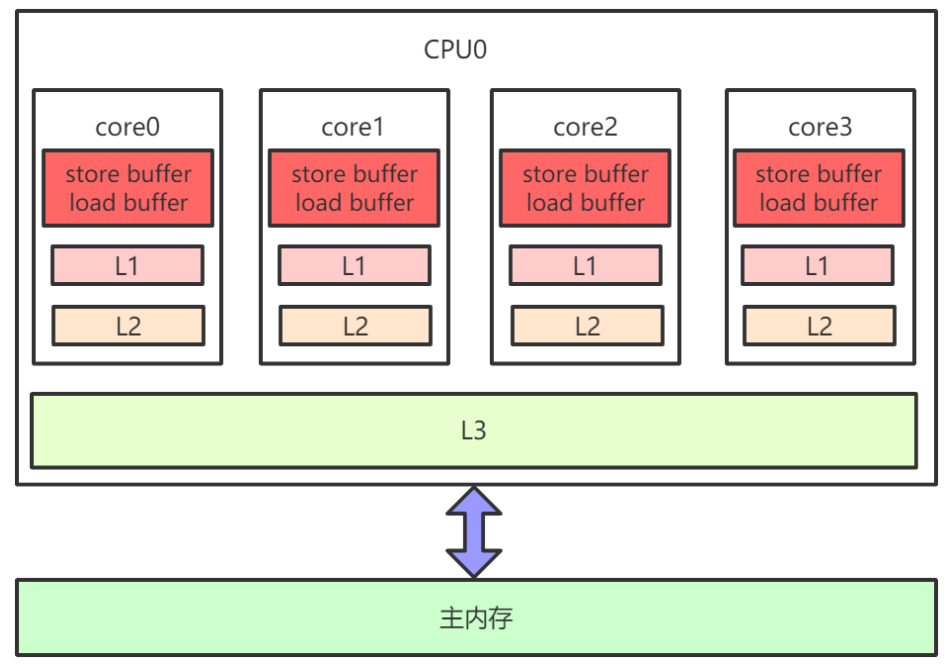 CPU0
core0
store buffer
load buffer
L1
L2
core1
store buffer
load buffer
L1
L2
core2
store buffer
load buffer
L1
L2
core3
store buffer
load buffer
L1
L2
L3
主内存